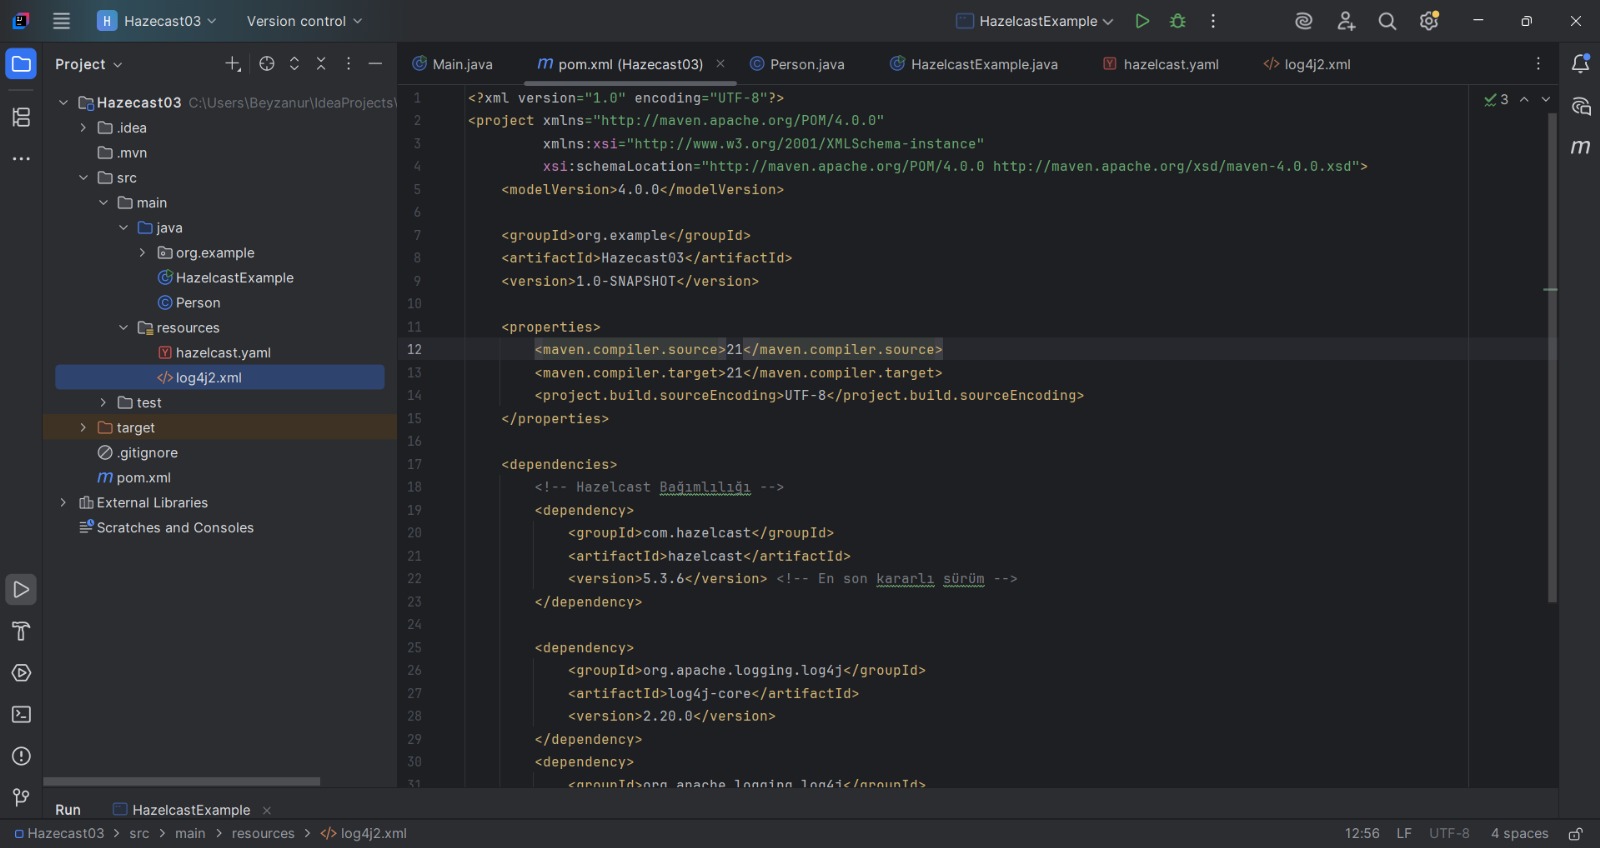 H Hazecast03 Version control HazelcastExample
Project
Main.java pom.xml (Hazecast03) Person.java HazelcastExample.java hazelcast.yaml log4j2.xml
Hazecast03 C:\Users\Beyzanur\IdeaProjects\
.idea
.mvn
src
main
java
org.example
HazelcastExample
Person
resources
hazelcast.yaml
log4j2.xml
test
target
.gitignore
pom.xml
External Libraries
Scratches and Consoles
3
1 <?xml version="1.0" encoding="UTF-8"?>
2 <project xmlns="http://maven.apache.org/POM/4.0.0"
3 xmlns:xsi="http://www.w3.org/2001/XMLSchema-instance"
4 xsi:schemaLocation="http://maven.apache.org/POM/4.0.0 http://maven.apache.org/xsd/maven-4.0.0.xsd">
5 <modelVersion>4.0.0</modelVersion>
6
7 <groupId>org.example</groupId>
8 <artifactId>Hazecast03</artifactId>
9 <version>1.0-SNAPSHOT</version>
10
11 <properties>
12 <maven.compiler.source>21</maven.compiler.source>
13 <maven.compiler.target>21</maven.compiler.target>
14 <project.build.sourceEncoding>UTF-8</project.build.sourceEncoding>
15 </properties>
16
17 <dependencies>
18 <!-- Hazelcast Bağımlılığı -->
19 <dependency>
20 <groupId>com.hazelcast</groupId>
21 <artifactId>hazelcast</artifactId>
22 <version>5.3.6</version> <!-- En son kararlı sürüm -->
23 </dependency>
24
25 <dependency>
26 <groupId>org.apache.logging.log4j</groupId>
27 <artifactId>log4j-core</artifactId>
28 <version>2.20.0</version>
29 </dependency>
30 <dependency>
31 <groupId>org.apache.logging.log4j</groupId>
Run HazelcastExample
Hazecast03 > src > main > resources > log4j2.xml
12:56 LF UTF-8 4 spaces